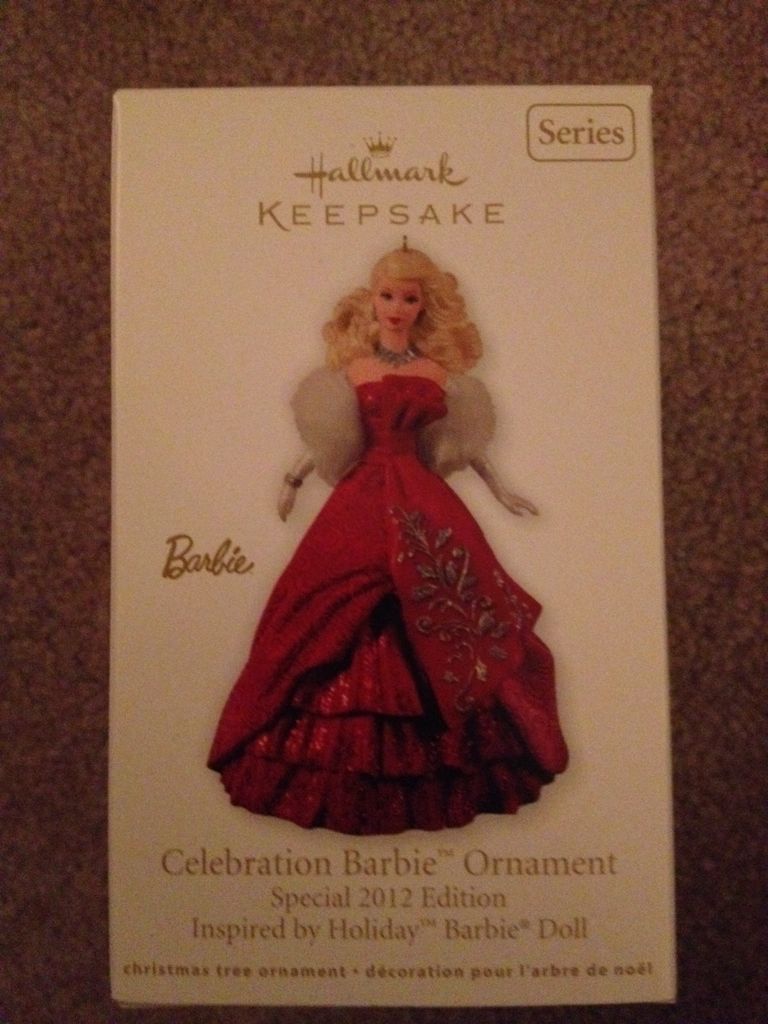 Series
Hallmark
KEEPSAKE
Barbie
Celebration Barbie™ Ornament
Special 2012 Edition
Inspired by Holiday™ Barbie® Doll
christmas tree ornament • décoration pour l'arbre de noël